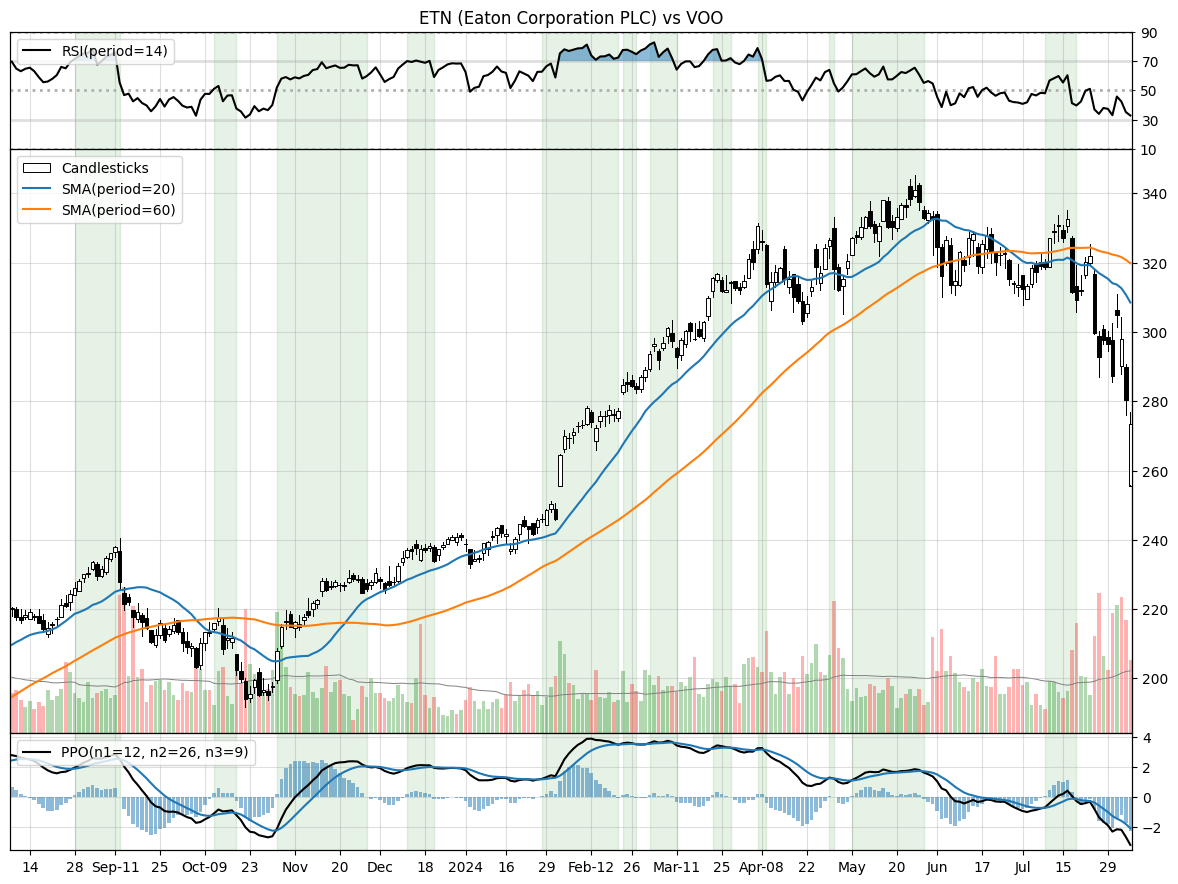 ETN (Eaton Corporation PLC) vs VOO
RSI(period=14)
90
70
50
30
10
Candlesticks
SMA(period=20)
SMA(period=60)
340
320
300
280
260
240
220
200
PPO(n1=12, n2=26, n3=9)
4
2
0
−2
14 28 Sep-11 25 Oct-09 23 Nov 20 Dec 18 2024 16 29 Feb-12 26 Mar-11 25 Apr-08 22 May 20 Jun 17 Jul 15 29